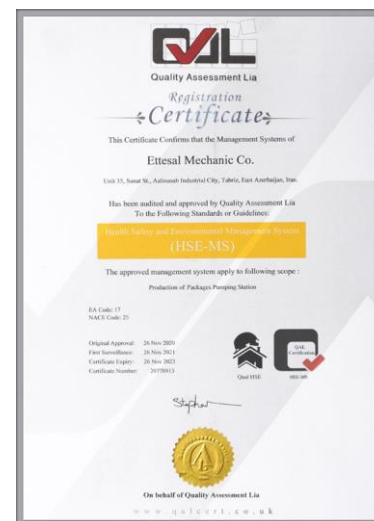 QAL
Quality Assessment Lia
Registration
Certificate
This Certificate Confirms that the Management Systems of
Ettesal Mechanic Co.
Unit 35, Sanat St., Aalinasab Industrial City, Tabriz, East Azerbaijan, Iran.
Has been audited and approved by Quality Assessment Lia
To the Following Standards or Guidelines:
Health Safety and Environmental Management System
(HSE-MS)
The approved management system apply to following scope :
Production of Packages Pumping Station
EA Code: 17
NACE Code: 25
Original Approval: 26 Nov 2020
First Surveillance: 26 Nov 2021
Certificate Expiry: 26 Nov 2023
Certificate Number: 20770913
QAL
Certification
Qual HSE
HSE-MS
On behalf of Quality Assessment Lia
www.qalcert.co.uk